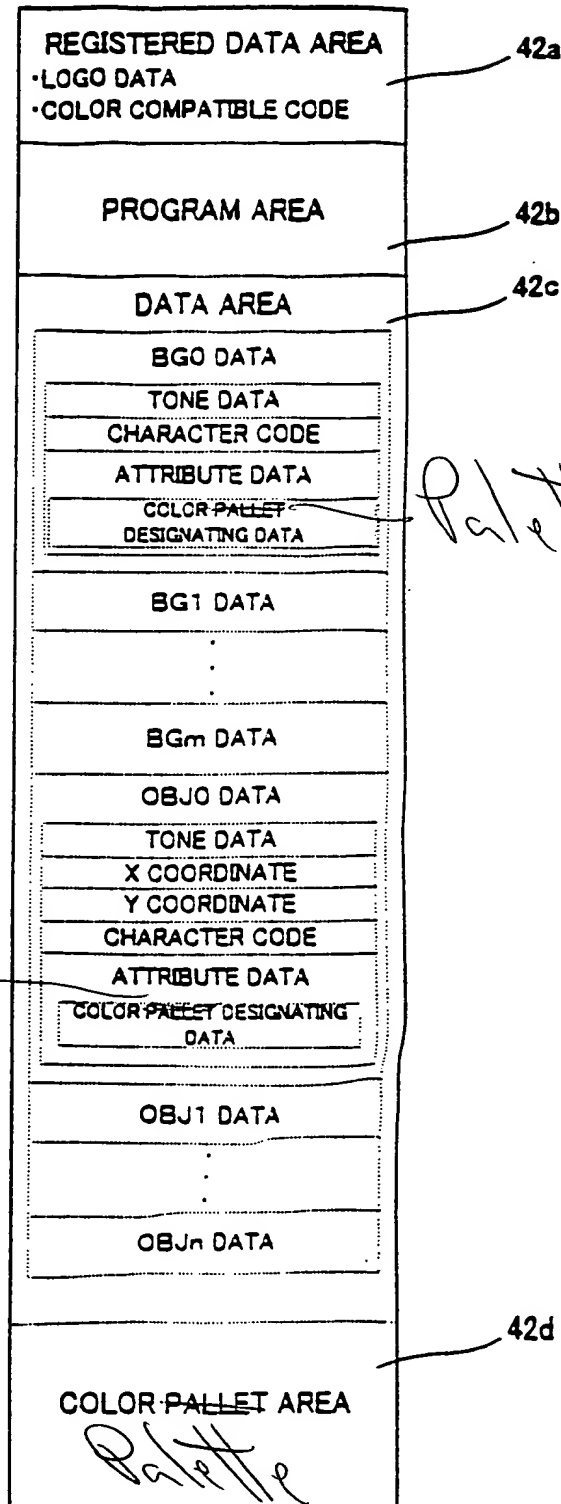 REGISTERED DATA AREA
·LOGO DATA
·COLOR COMPATIBLE CODE
42a
PROGRAM AREA
42b
42c
DATA AREA
BG0 DATA
TONE DATA
CHARACTER CODE
ATTRIBUTE DATA
COLOR PALLET
DESIGNATING DATA
BG1 DATA
BGm DATA
OBJ0 DATA
TONE DATA
X COORDINATE
Y COORDINATE
CHARACTER CODE
ATTRIBUTE DATA
COLOR PALLET DESIGNATING
DATA
OBJ1 DATA
OBJn DATA
42d
COLOR PALLET AREA
Palette